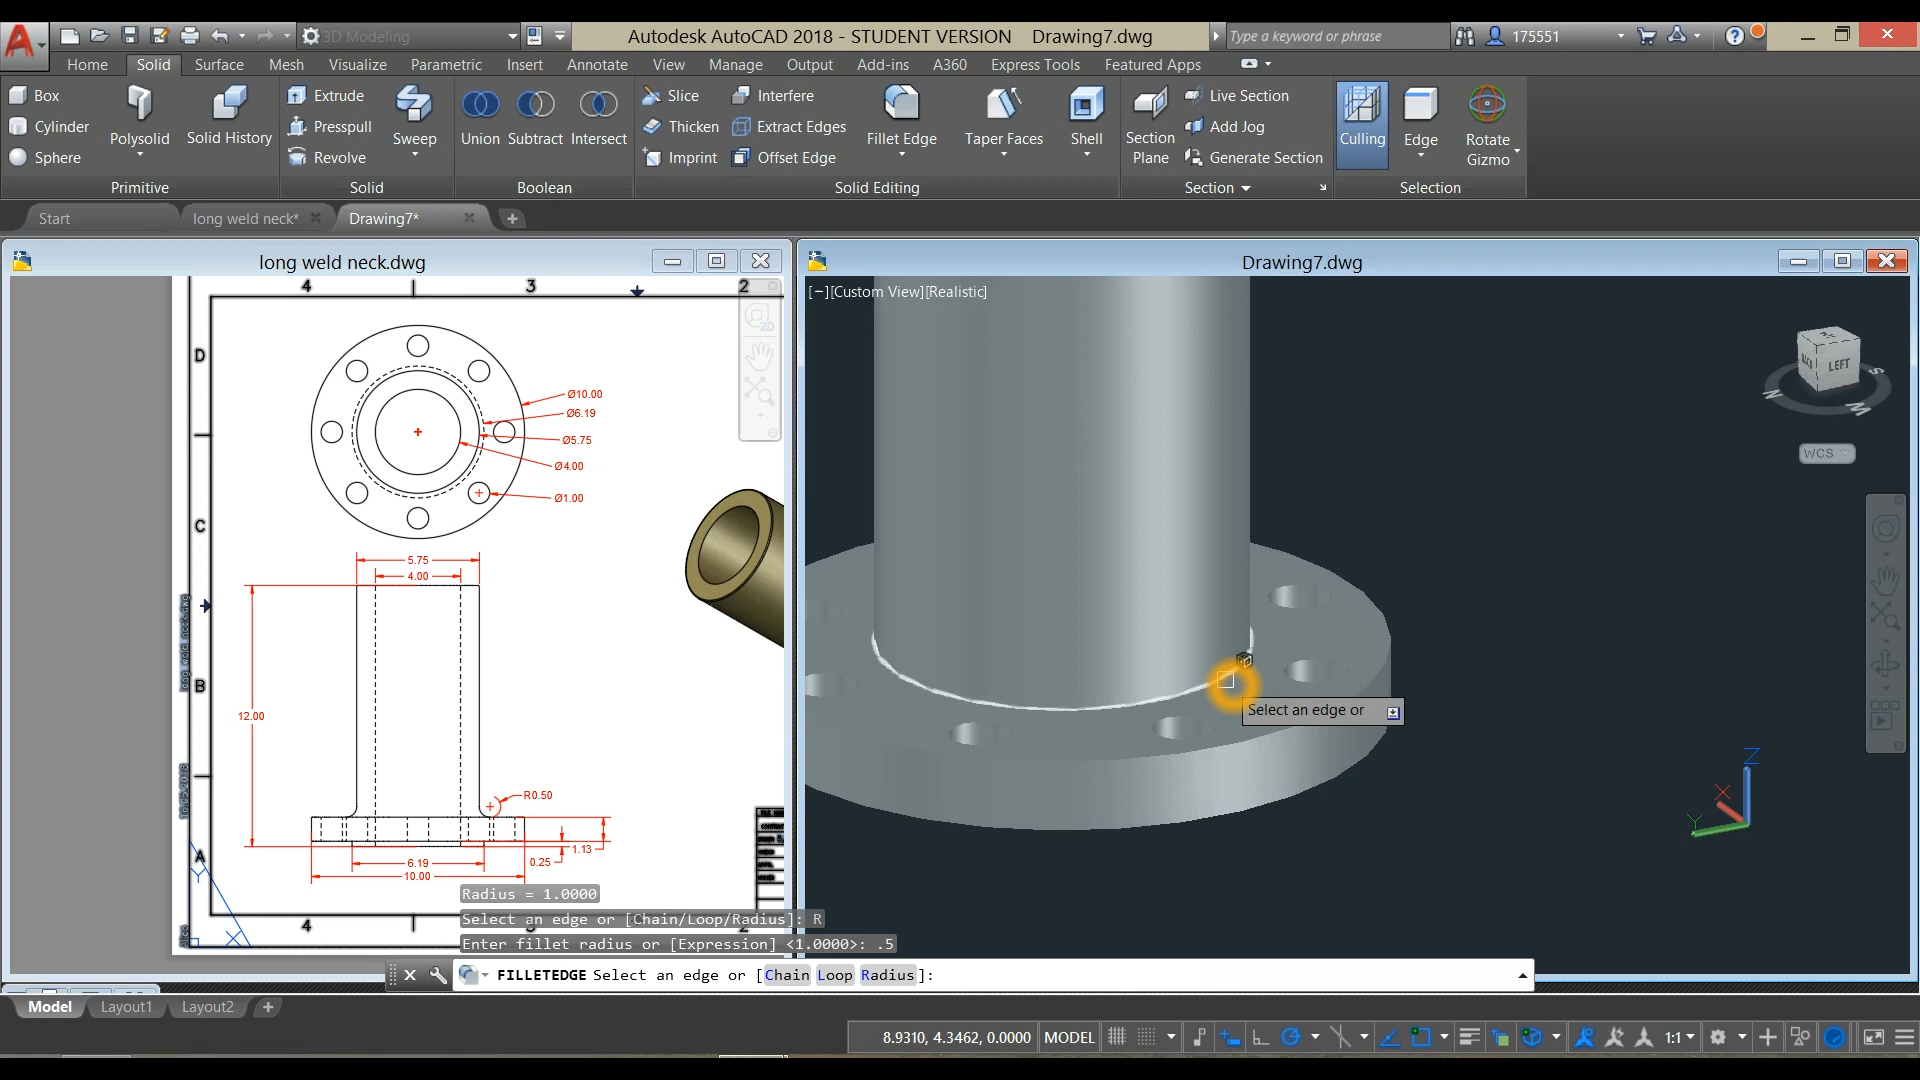 3D Modeling
Autodesk AutoCAD 2018 - STUDENT VERSION Drawing7.dwg
Type a keyword or phrase
175551
Home Solid Surface Mesh Visualize Parametric Insert Annotate View Manage Output Add-ins A360 Express Tools Featured Apps
Box
Cylinder
Sphere
Polysolid
Solid History
Extrude
Presspull
Revolve
Sweep
Union Subtract Intersect
Slice
Thicken
Imprint
Interfere
Extract Edges
Offset Edge
Fillet Edge
Taper Faces
Shell
Section
Plane
Live Section
Add Jog
Generate Section
Culling
Edge
Rotate
Gizmo
Primitive Solid Boolean Solid Editing Section Selection
Start long weld neck* Drawing7*
long weld neck.dwg
Drawing7.dwg
4 3 2
2D
D
C
B
A
Ø10.00
Ø6.19
Ø5.75
Ø4.00
Ø1.00
5.75
4.00
12.00
R0.50
1.13
0.25
6.19
10.00
Y
X
4
[−][Custom View][Realistic]
LEFT
N
S
WCS
Select an edge or
Z
X
Y
Radius = 1.0000
Select an edge or [Chain/Loop/Radius]: R
Enter fillet radius or [Expression] <1.0000>: .5
FILLETEDGE Select an edge or [Chain Loop Radius]:
Model Layout1 Layout2
8.9310, 4.3462, 0.0000 MODEL 1:1